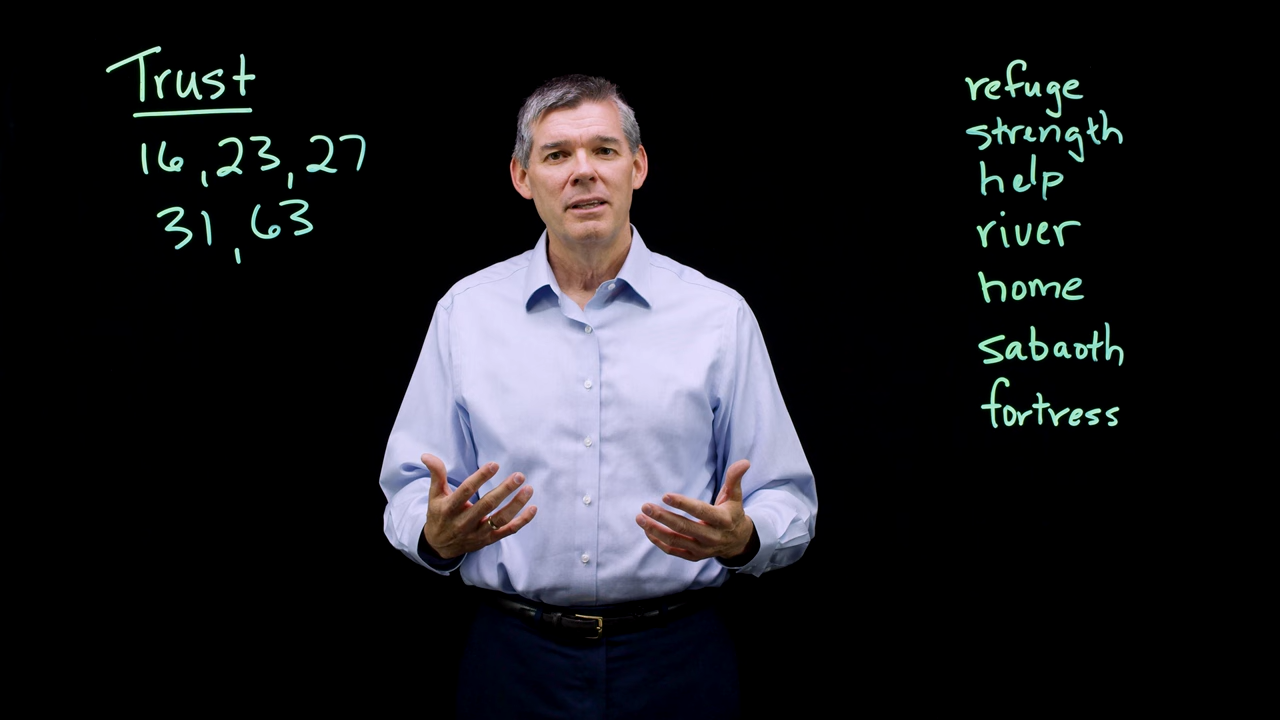 Trust
16, 23, 27
31, 63
refuge
strength
help
river
home
sabaoth
fortress